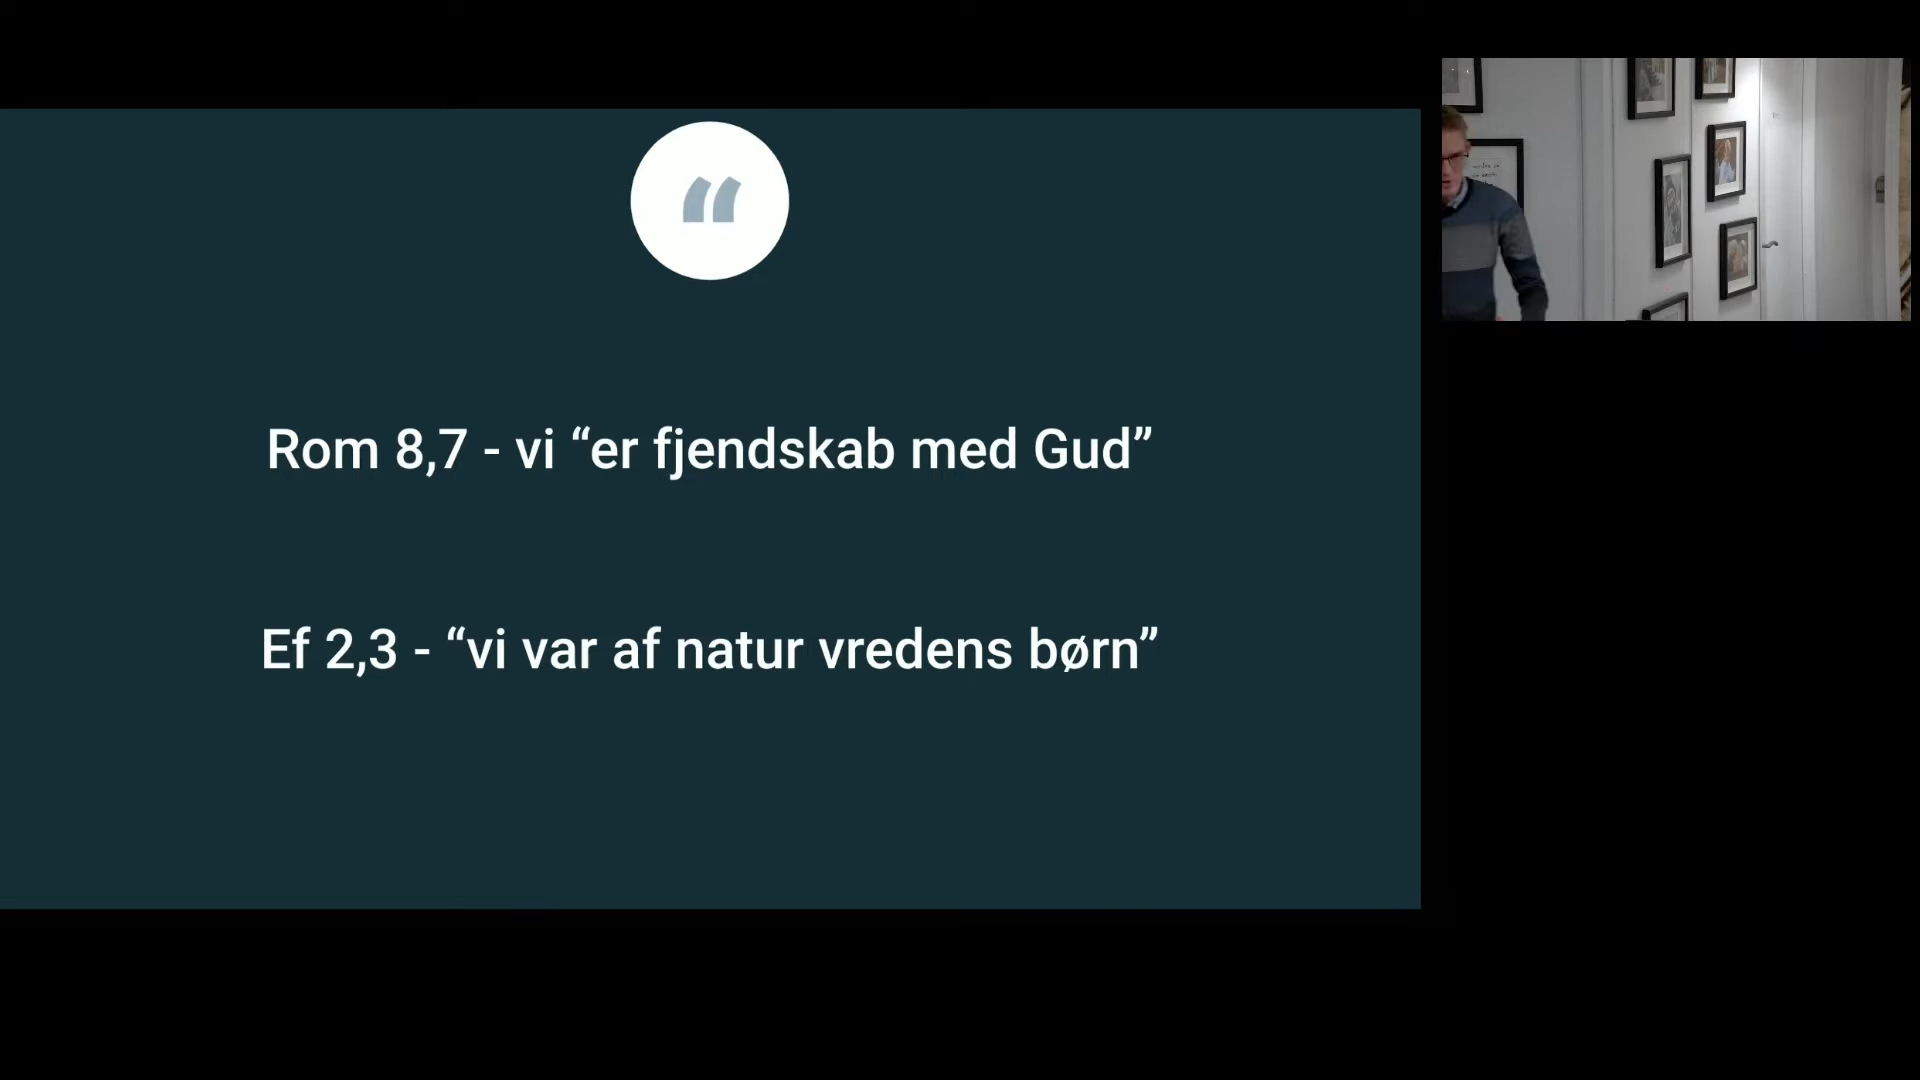 “
Rom 8,7 - vi “er fjendskab med Gud”
Ef 2,3 - “vi var af natur vredens børn”